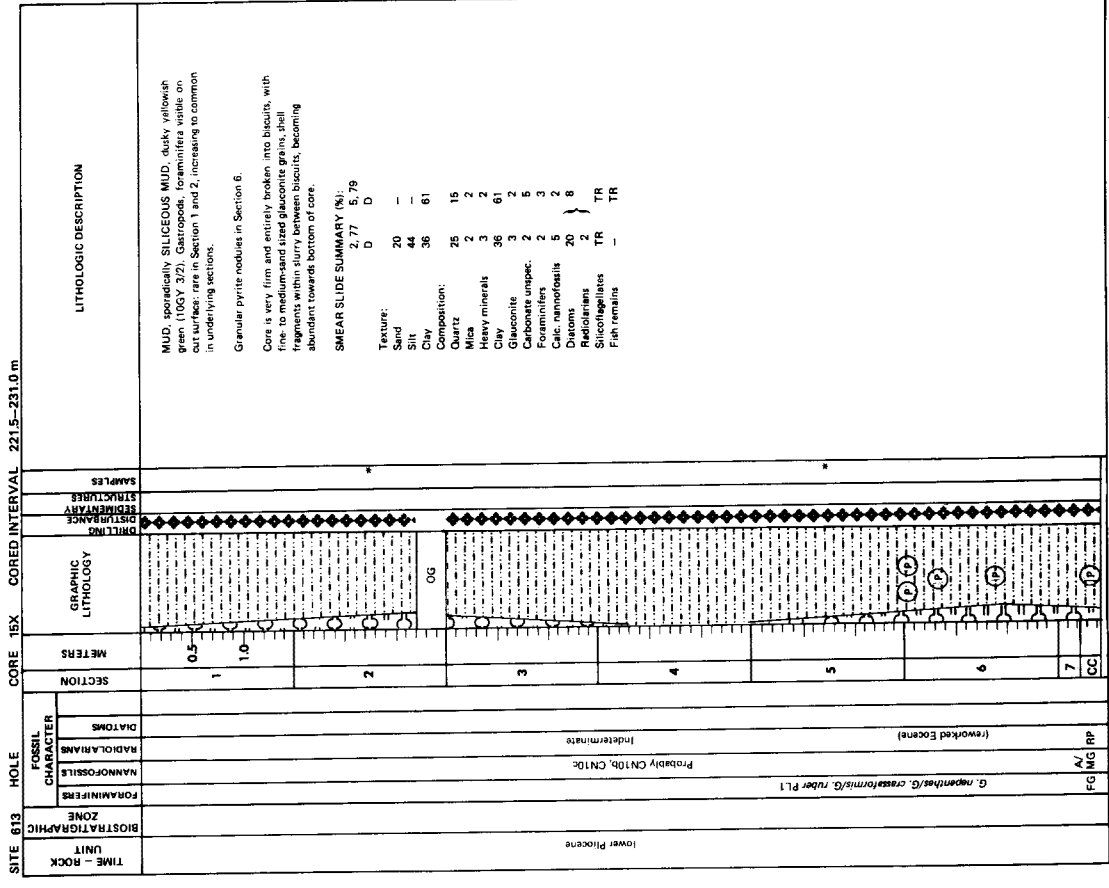 SITE 613 HOLE CORE 15X CORED INTERVAL 221.5–231.0 m
TIME – ROCK
UNIT
BIOSTRATIGRAPHIC
ZONE
FOSSIL
CHARACTER
FORAMINIFERS
NANNOFOSSILS
RADIOLARIANS
DIATOMS
SECTION
METERS
GRAPHIC
LITHOLOGY
DRILLING
DISTURBANCE
SEDIMENTARY
STRUCTURES
SAMPLES
LITHOLOGIC DESCRIPTION
lower Pliocene
G. nepenthes/G. crassaformis/G. ruber PL1
Probably CN10b, CN10c
Indeterminate
(reworked Eocene)
FG
A/
MG
RP
1
2
3
4
5
6
7
CC
0.5
1.0
OG
P
P
P
P
P
*
*
MUD, sporadically SILICEOUS MUD, dusky yellowish
green (10GY 3/2). Gastropods, foraminifera visible on
cut surface: rare in Section 1 and 2, increasing to common
in underlying sections.
Granular pyrite nodules in Section 6.
Core is very firm and entirely broken into biscuits, with
fine- to medium-sand sized glauconite grains, shell
fragments within slurry between biscuits, becoming
abundant towards bottom of core.
SMEAR SLIDE SUMMARY (%):
2, 77 5, 79
D D
Texture:
Sand 20 –
Silt 44 –
Clay 36 61
Composition:
Quartz 25 15
Mica 2 2
Heavy minerals 3 2
Clay 36 61
Glauconite 3 2
Carbonate unspec. 2 5
Foraminifers 2 3
Calc. nannofossils 5 2
Diatoms 20 } 8
Radiolarians 2
Silicoflagellates TR TR
Fish remains – TR